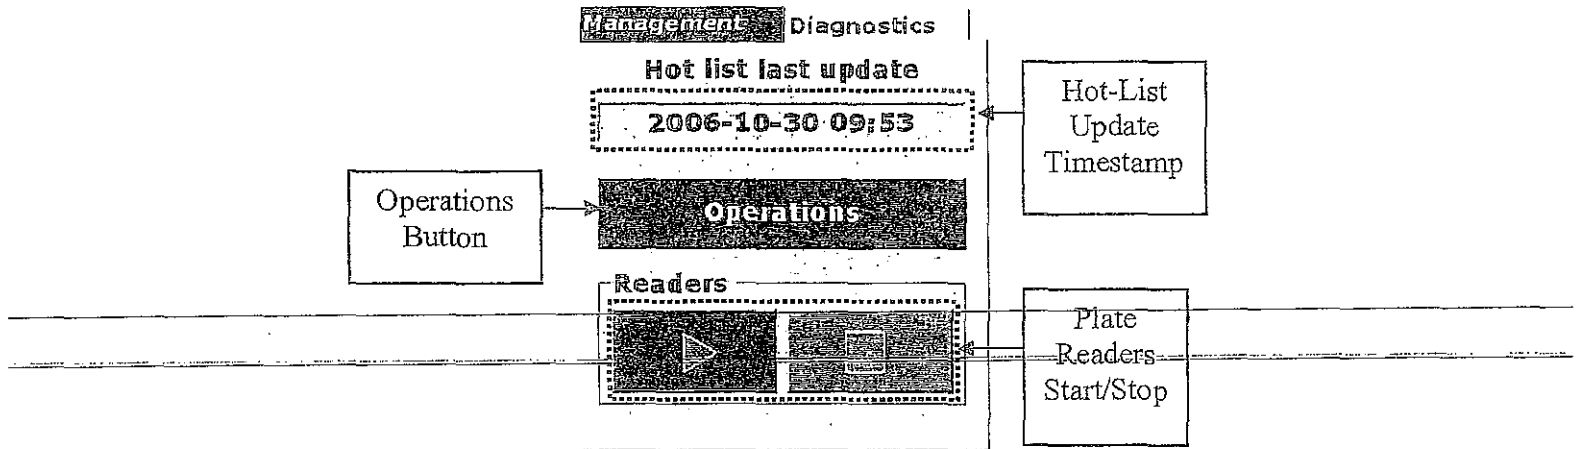 Management Diagnostics
Hot list last update
2006-10-30 09:53
Hot-List
Update
Timestamp
Operations
Button
Operations
Readers
Plate
Readers
Start/Stop